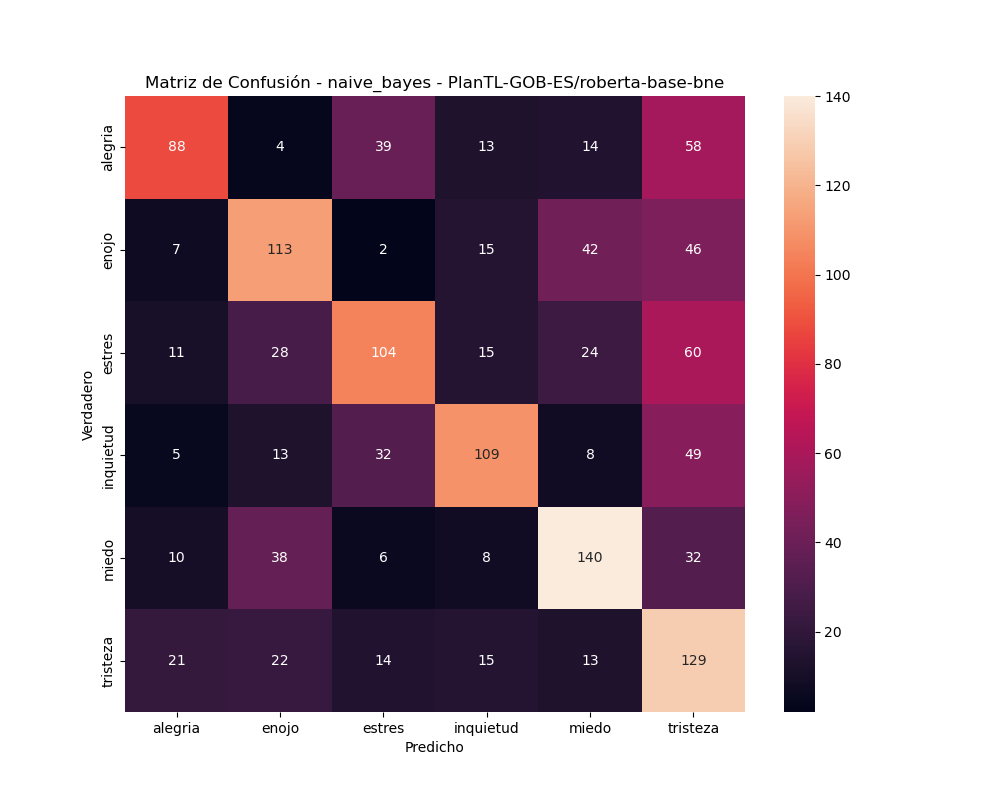 Matriz de Confusión - naive_bayes - PlanTL-GOB-ES/roberta-base-bne
Verdadero
alegria 88 4 39 13 14 58
enojo 7 113 2 15 42 46
estres 11 28 104 15 24 60
inquietud 5 13 32 109 8 49
miedo 10 38 6 8 140 32
tristeza 21 22 14 15 13 129
alegria enojo estres inquietud miedo tristeza
Predicho
140
120
100
80
60
40
20